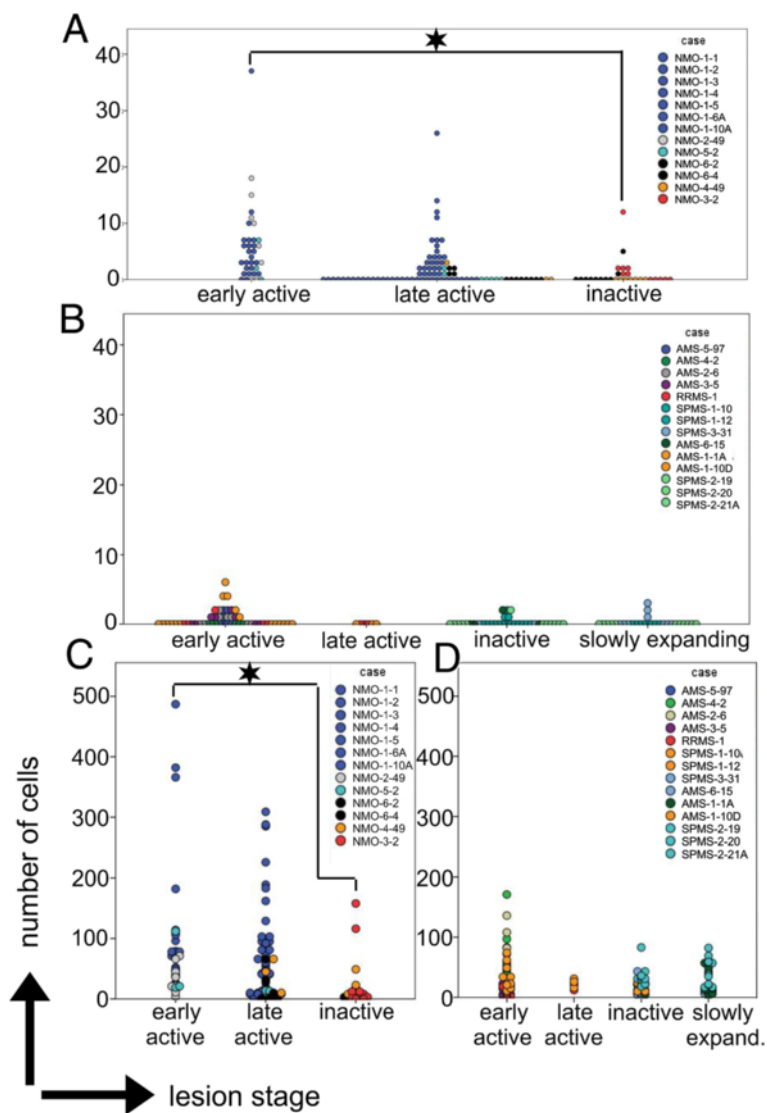 A
case
NMO-1-1
NMO-1-2
NMO-1-3
NMO-1-4
NMO-1-5
NMO-1-6A
NMO-1-10A
NMO-2-49
NMO-5-2
NMO-6-2
NMO-6-4
NMO-4-49
NMO-3-2
40
30
20
10
0
early active late active inactive
B
case
AMS-5-97
AMS-4-2
AMS-2-6
AMS-3-5
RRMS-1
SPMS-1-10
SPMS-1-12
SPMS-3-31
AMS-6-15
AMS-1-1A
AMS-1-10D
SPMS-2-19
SPMS-2-20
SPMS-2-21A
40
30
20
10
0
early active late active inactive slowly expanding
C
case
NMO-1-1
NMO-1-2
NMO-1-3
NMO-1-4
NMO-1-5
NMO-1-6A
NMO-1-10A
NMO-2-49
NMO-5-2
NMO-6-2
NMO-6-4
NMO-4-49
NMO-3-2
500
400
300
200
100
0
early active
late active
inactive
D
case
AMS-5-97
AMS-4-2
AMS-2-6
AMS-3-5
RRMS-1
SPMS-1-10
SPMS-1-12
SPMS-3-31
AMS-6-15
AMS-1-1A
AMS-1-10D
SPMS-2-19
SPMS-2-20
SPMS-2-21A
500
400
300
200
100
0
early active
late active
inactive
slowly expand.
number of cells
lesion stage